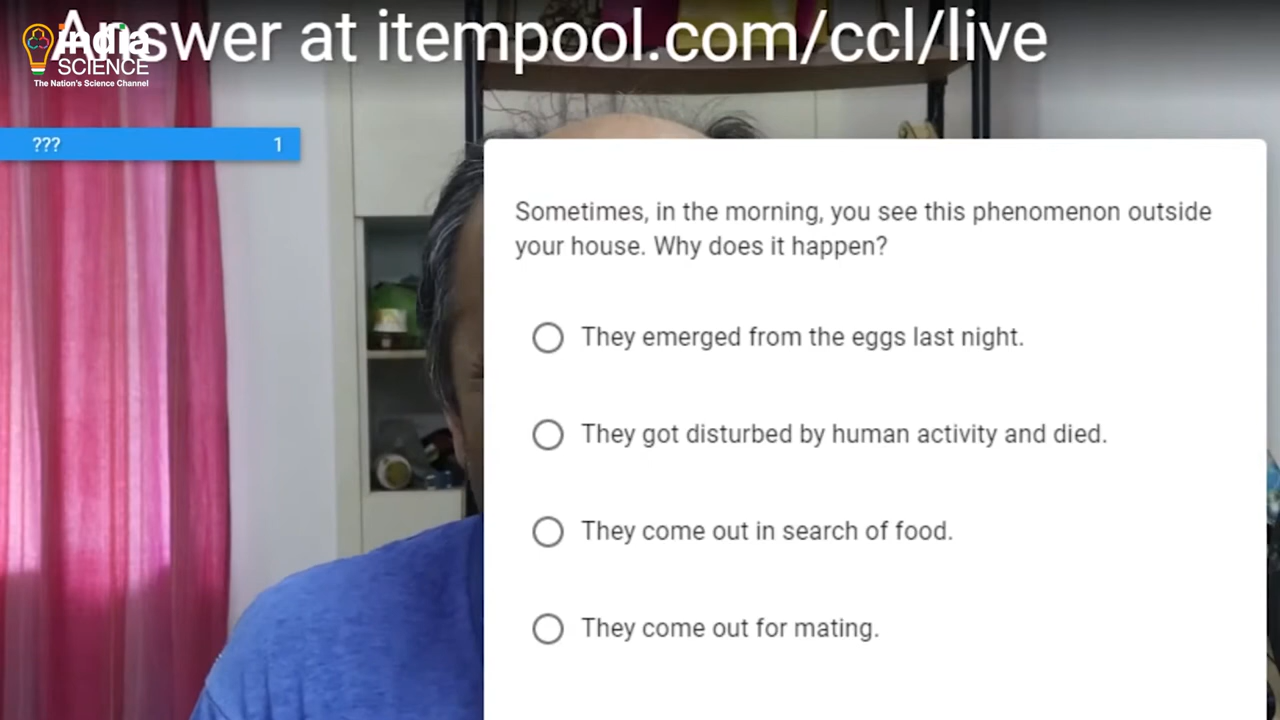 Answer at itempool.com/ccl/live
india
SCIENCE
The Nation's Science Channel
??? 1
Sometimes, in the morning, you see this phenomenon outside
your house. Why does it happen?
They emerged from the eggs last night.
They got disturbed by human activity and died.
They come out in search of food.
They come out for mating.